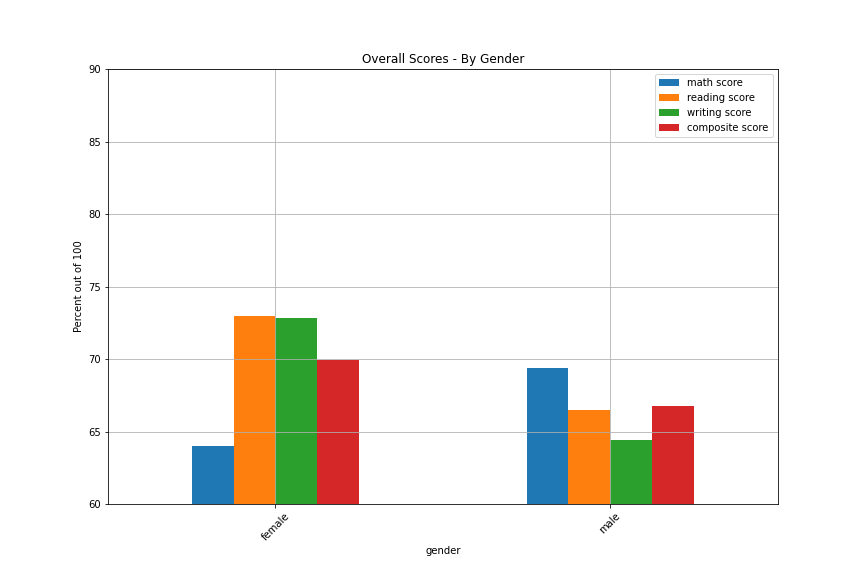 Overall Scores - By Gender
math score
reading score
writing score
composite score
90
85
80
75
70
65
60
Percent out of 100
female
male
gender